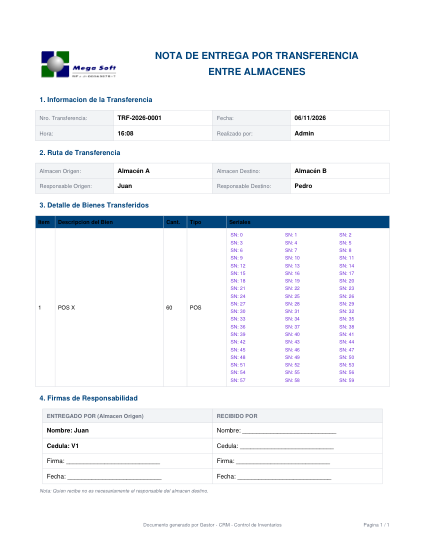 Mega Soft
NOTA DE ENTREGA POR TRANSFERENCIA
ENTRE ALMACENES
1. Informacion de la Transferencia
Nro. Transferencia: TRF-2026-0001 Fecha: 06/11/2026
Hora: 16:08 Realizado por: Admin
2. Ruta de Transferencia
Almacen Origen: Almacén A Almacen Destino: Almacén B
Responsable Origen: Juan Responsable Destino: Pedro
3. Detalle de Bienes Transferidos
Item Descripcion del Bien Cant. Tipo Seriales
SN: 0 SN: 1 SN: 2
SN: 3 SN: 4 SN: 5
SN: 6 SN: 7 SN: 8
SN: 9 SN: 10 SN: 11
SN: 12 SN: 13 SN: 14
SN: 15 SN: 16 SN: 17
SN: 18 SN: 19 SN: 20
SN: 21 SN: 22 SN: 23
SN: 24 SN: 25 SN: 26
SN: 27 SN: 28 SN: 29
1 POS X 60 POS SN: 30 SN: 31 SN: 32
SN: 33 SN: 34 SN: 35
SN: 36 SN: 37 SN: 38
SN: 39 SN: 40 SN: 41
SN: 42 SN: 43 SN: 44
SN: 45 SN: 46 SN: 47
SN: 48 SN: 49 SN: 50
SN: 51 SN: 52 SN: 53
SN: 54 SN: 55 SN: 56
SN: 57 SN: 58 SN: 59
4. Firmas de Responsabilidad
ENTREGADO POR (Almacen Origen) RECIBIDO POR
Nombre: Juan Nombre:
Cedula: V1 Cedula:
Firma: Firma:
Fecha: Fecha:
Nota: Quien recibe no es necesariamente el responsable del almacen destino.
Documento generado por Gestor - CRM - Control de Inventarios Pagina 1 / 1